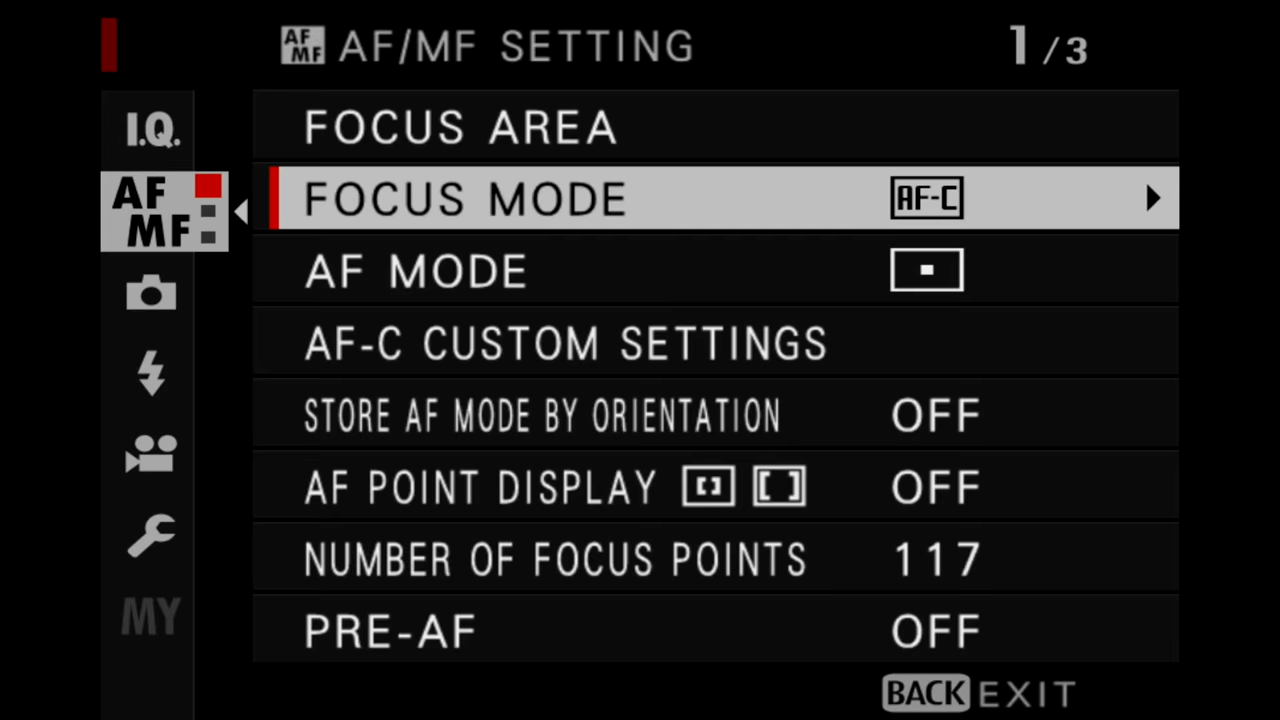 AF MF AF/MF SETTING 1/3
I.Q.
FOCUS AREA
AF MF
FOCUS MODE AF-C
AF MODE
AF-C CUSTOM SETTINGS
STORE AF MODE BY ORIENTATION OFF
AF POINT DISPLAY OFF
NUMBER OF FOCUS POINTS 117
MY
PRE-AF OFF
BACK EXIT